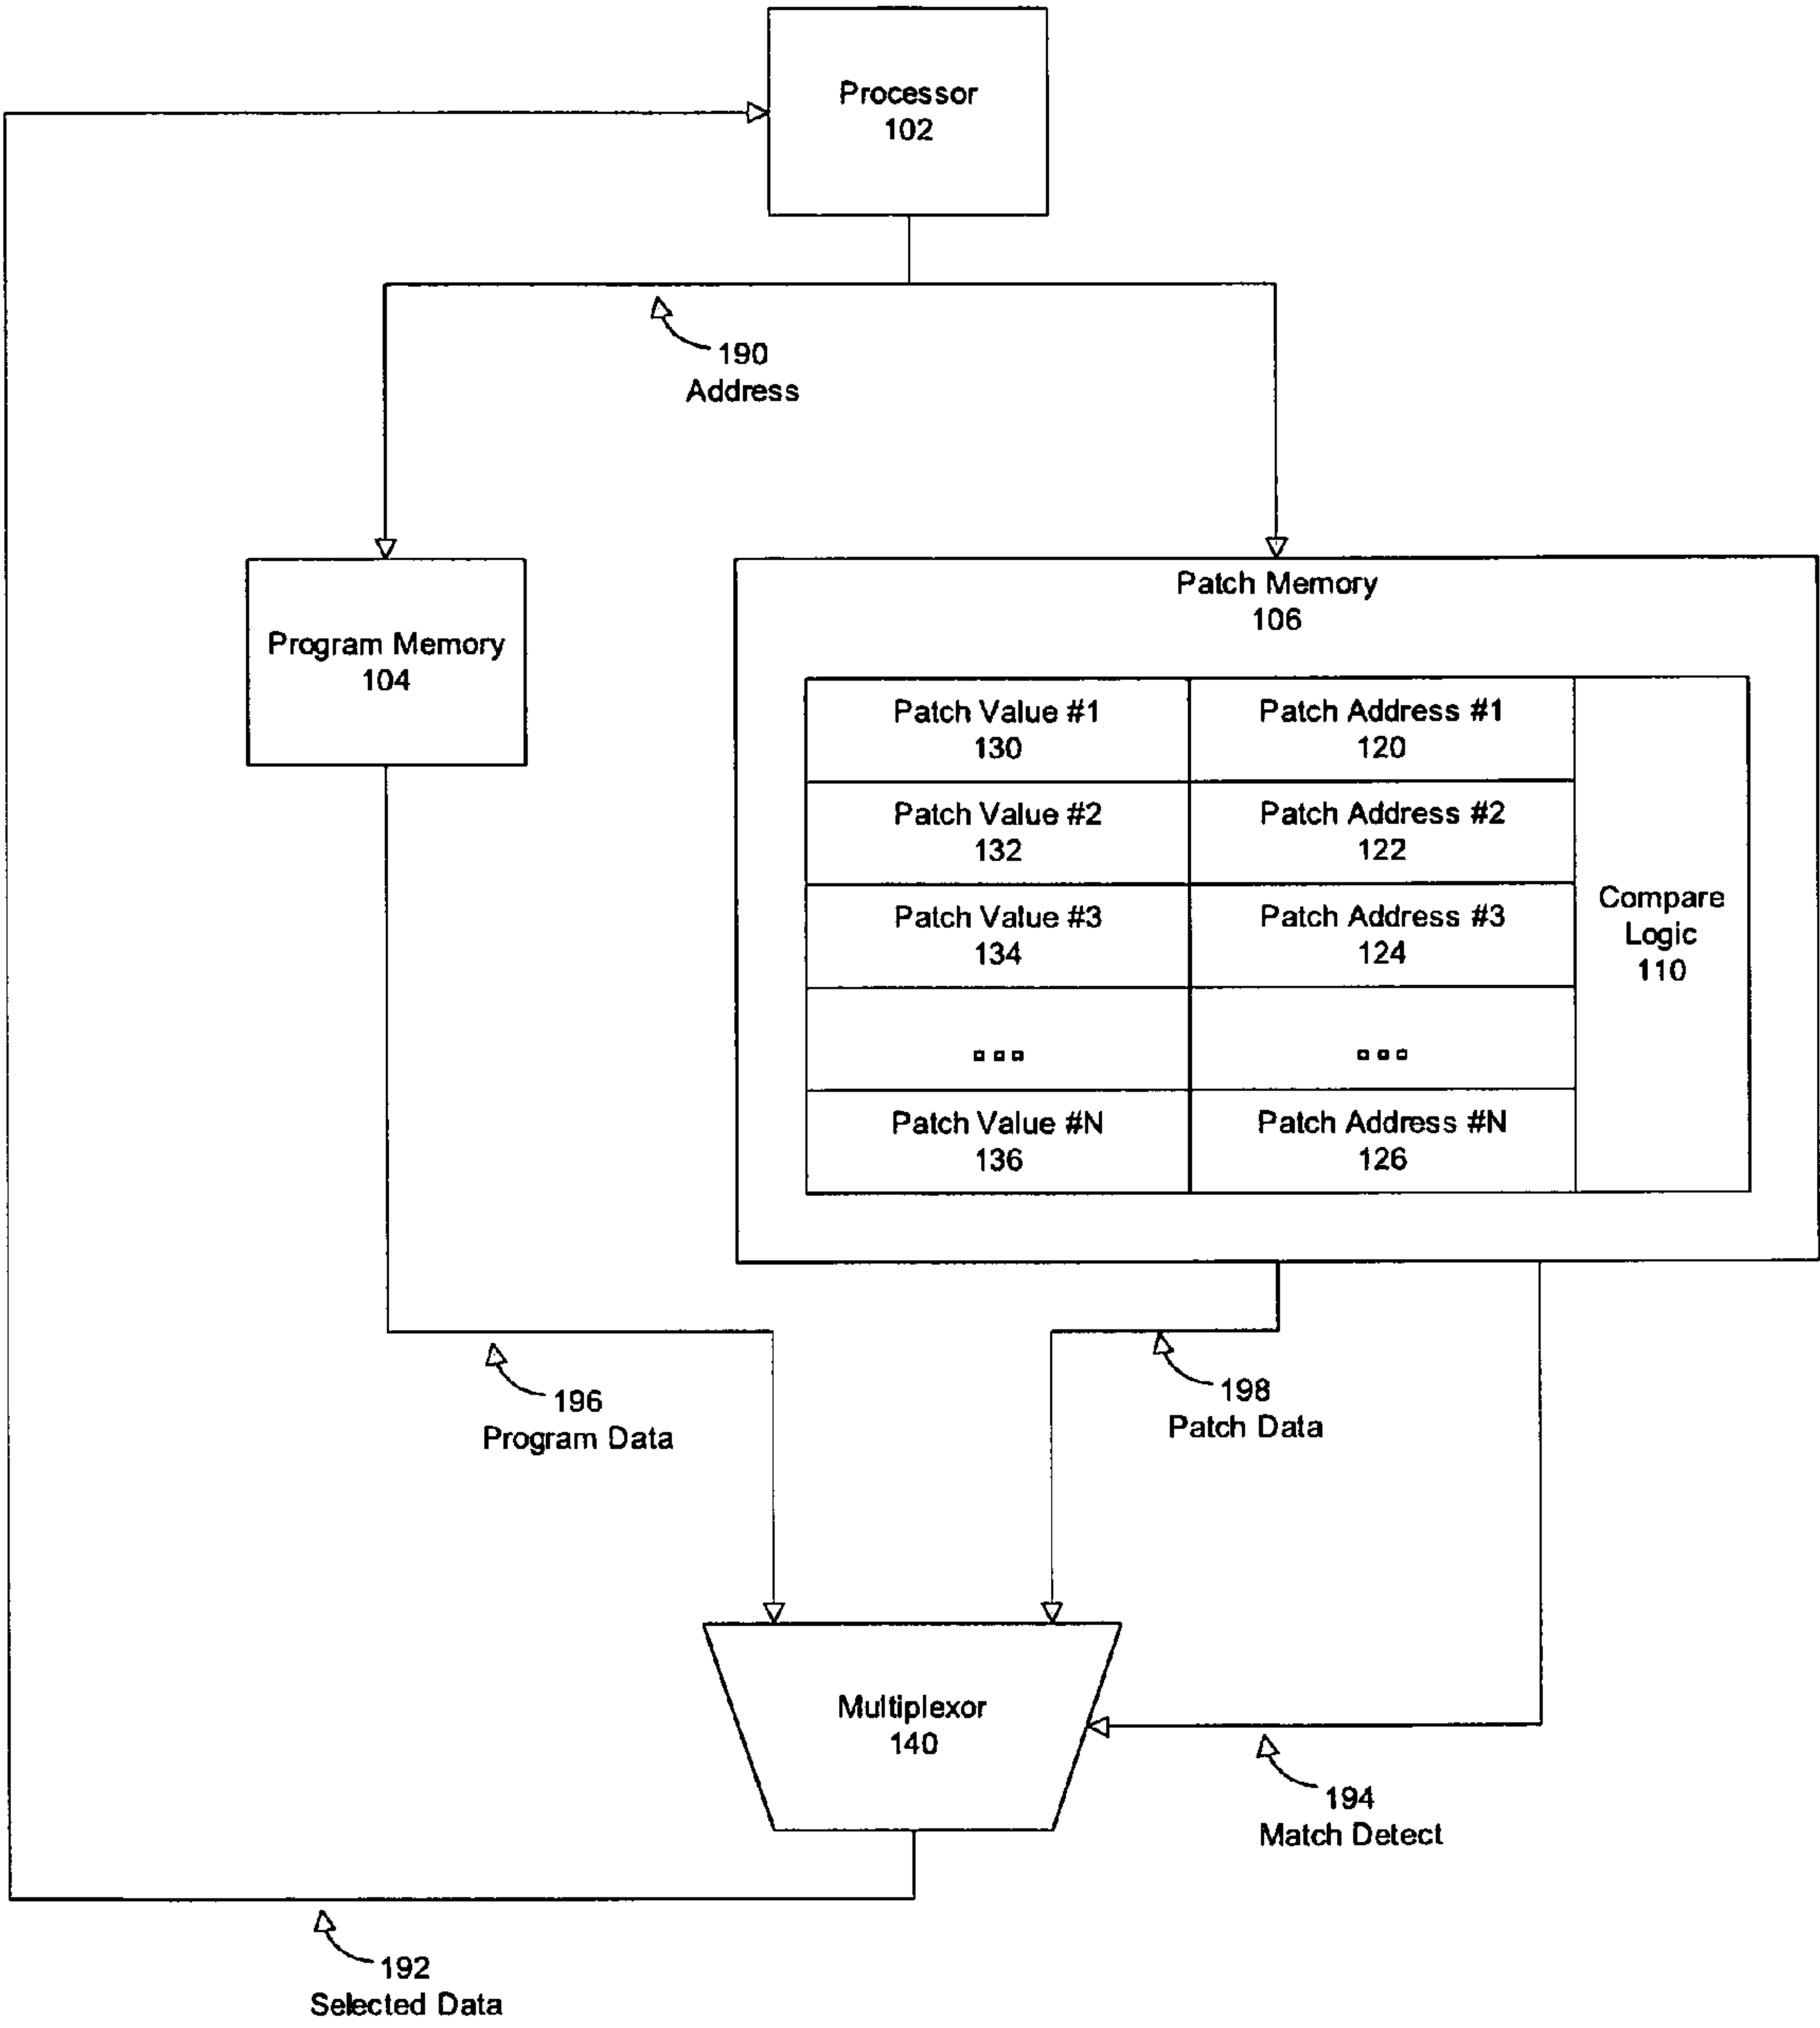 Processor
102
190
Address
Program Memory
104
Patch Memory
106
Patch Value #1
130
Patch Address #1
120
Patch Value #2
132
Patch Address #2
122
Patch Value #3
134
Patch Address #3
124
Compare
Logic
110
Patch Value #N
136
Patch Address #N
126
196
Program Data
198
Patch Data
Multiplexor
140
194
Match Detect
192
Selected Data